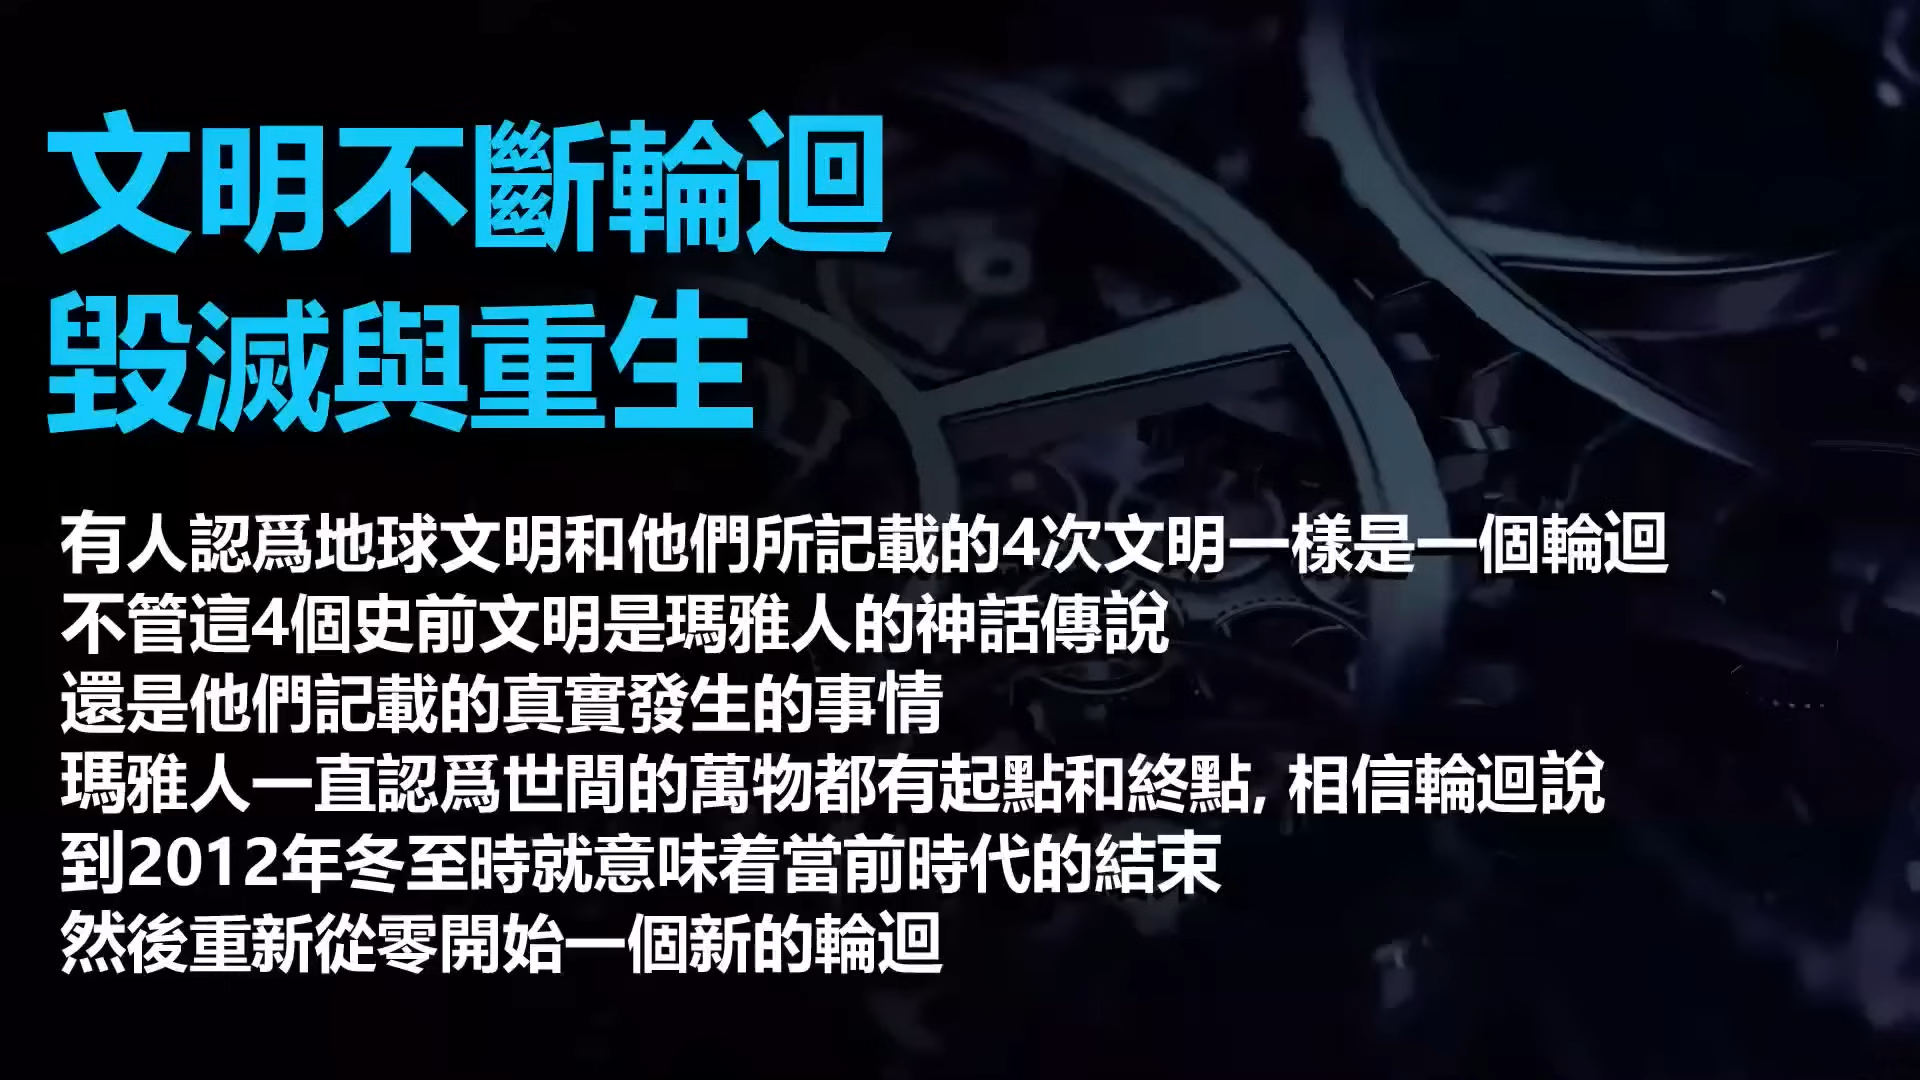 文明不斷輪迴
毀滅與重生
有人認爲地球文明和他們所記載的4次文明一樣是一個輪迴
不管這4個史前文明是瑪雅人的神話傳說
還是他們記載的真實發生的事情
瑪雅人一直認爲世間的萬物都有起點和終點, 相信輪迴說
到2012年冬至時就意味着當前時代的結束
然後重新從零開始一個新的輪迴